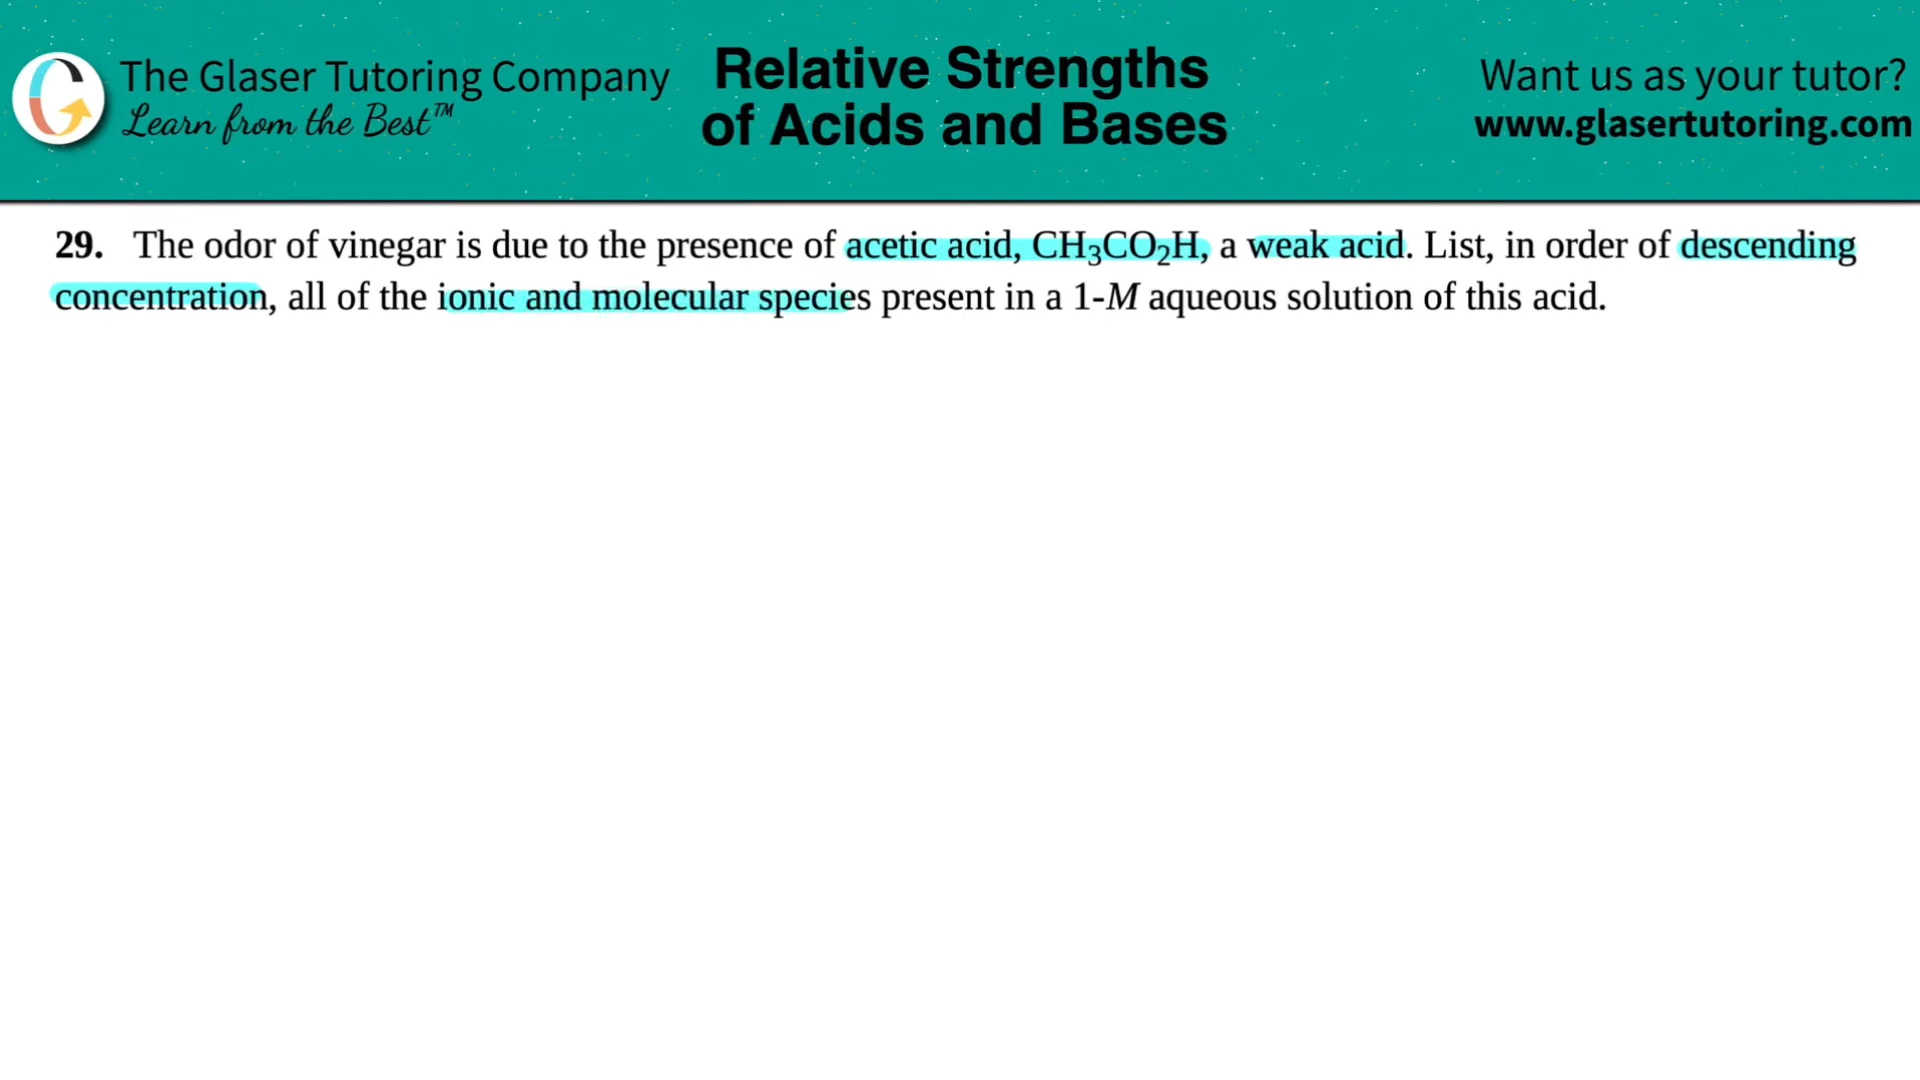 The Glaser Tutoring Company
Learn from the Best™
Relative Strengths
of Acids and Bases
Want us as your tutor?
www.glasertutoring.com
29. The odor of vinegar is due to the presence of acetic acid, CH₃CO₂H, a weak acid. List, in order of descending
concentration, all of the ionic and molecular species present in a 1-M aqueous solution of this acid.